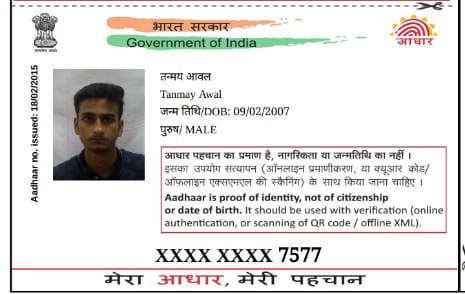 भारत सरकार
Government of India
आधार
Aadhaar no. issued: 18/02/2015
तन्मय आवल
Tanmay Awal
जन्म तिथि/DOB: 09/02/2007
पुरुष/ MALE
आधार पहचान का प्रमाण है, नागरिकता या जन्मतिथि का नहीं ।
इसका उपयोग सत्यापन (ऑनलाइन प्रमाणीकरण, या क्यूआर कोड/
ऑफ़लाइन एक्सएमएल की स्कैनिंग) के साथ किया जाना चाहिए ।
Aadhaar is proof of identity, not of citizenship
or date of birth. It should be used with verification (online
authentication, or scanning of QR code / offline XML).
XXXX XXXX 7577
मेरा आधार, मेरी पहचान